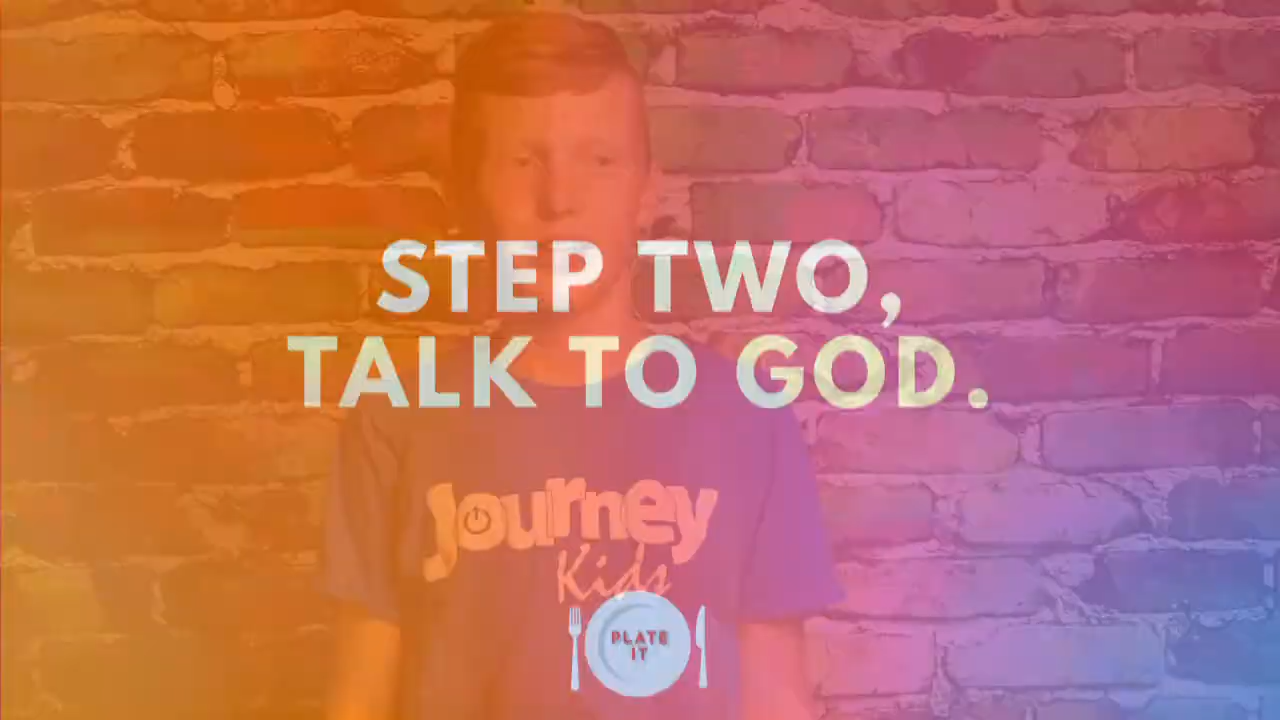 STEP TWO,
TALK TO GOD.
Journey
Kids
PLATE
IT